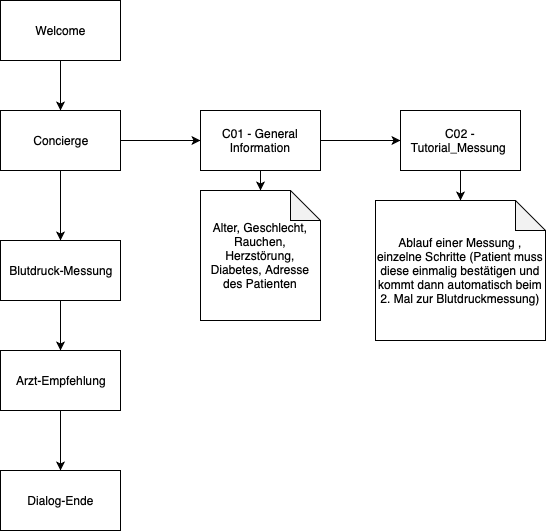 Welcome
Concierge
C01 - General
Information
C02 -
Tutorial_Messung
Alter, Geschlecht,
Rauchen,
Herzstörung,
Diabetes, Adresse
des Patienten
Ablauf einer Messung ,
einzelne Schritte (Patient muss
diese einmalig bestätigen und
kommt dann automatisch beim
2. Mal zur Blutdruckmessung)
Blutdruck-Messung
Arzt-Empfehlung
Dialog-Ende